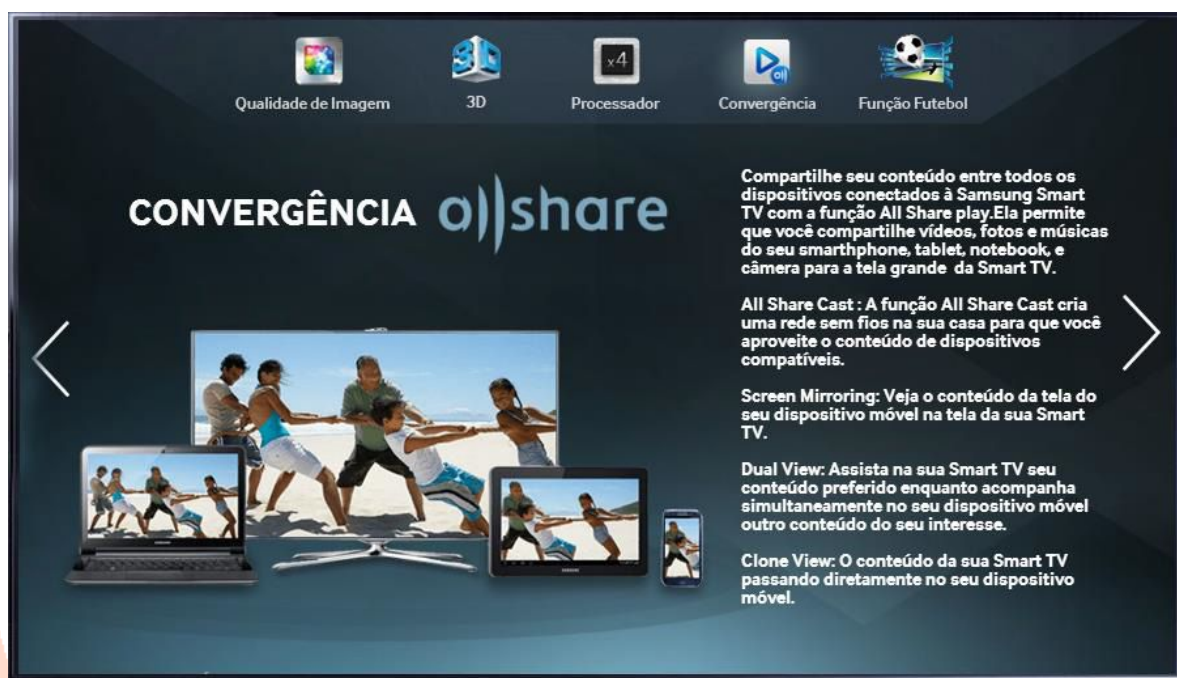 Qualidade de Imagem
3D
Processador
Convergência
Função Futebol
x4
all
CONVERGÊNCIA allshare
Compartilhe seu conteúdo entre todos os
dispositivos conectados à Samsung Smart
TV com a função All Share play.Ela permite
que você compartilhe vídeos, fotos e músicas
do seu smarthphone, tablet, notebook, e
câmera para a tela grande da Smart TV.
All Share Cast : A função All Share Cast cria
uma rede sem fios na sua casa para que você
aproveite o conteúdo de dispositivos
compatíveis.
Screen Mirroring: Veja o conteúdo da tela do
seu dispositivo móvel na tela da sua Smart
TV.
Dual View: Assista na sua Smart TV seu
conteúdo preferido enquanto acompanha
simultaneamente no seu dispositivo móvel
outro conteúdo do seu interesse.
Clone View: O conteúdo da sua Smart TV
passando diretamente no seu dispositivo
móvel.